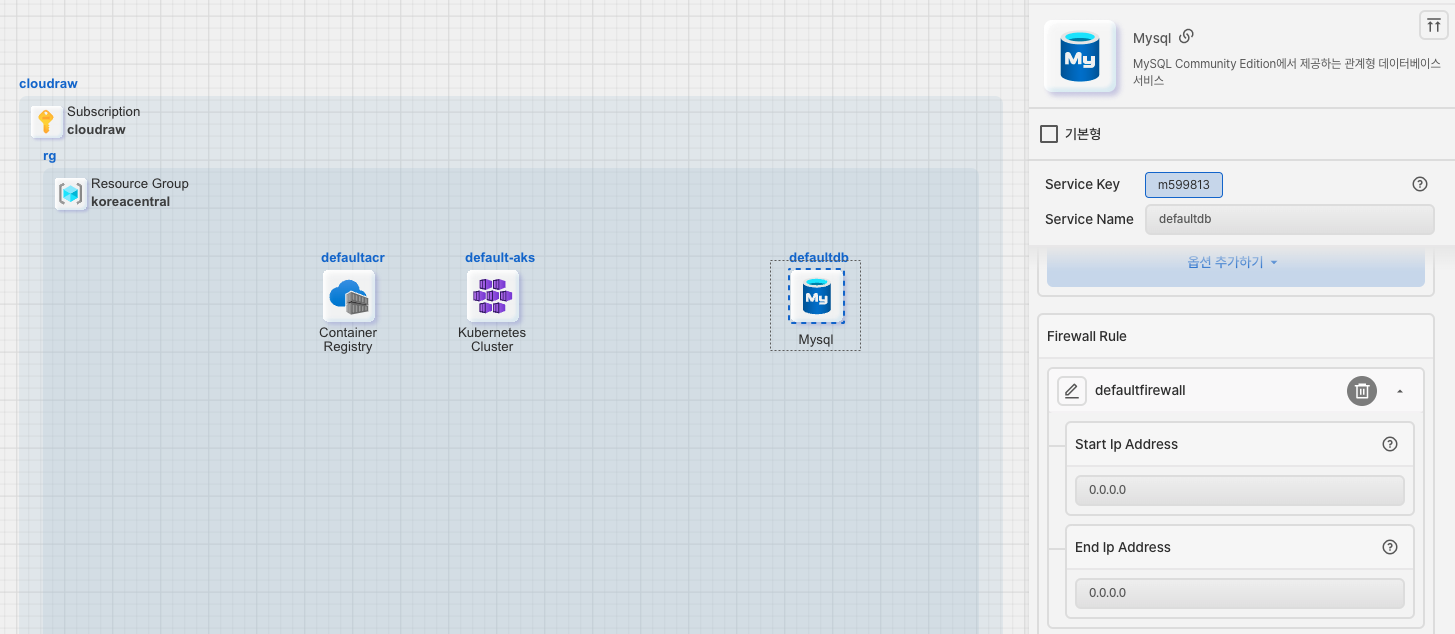 cloudraw
Subscription
cloudraw
rg
Resource Group
koreacentral
defaultacr
Container
Registry
default-aks
Kubernetes
Cluster
defaultdb
My
Mysql
My
Mysql
MySQL Community Edition에서 제공하는 관계형 데이터베이스
서비스
기본형
Service Key
m599813
Service Name
defaultdb
옵션 추가하기
Firewall Rule
defaultfirewall
Start Ip Address
0.0.0.0
End Ip Address
0.0.0.0